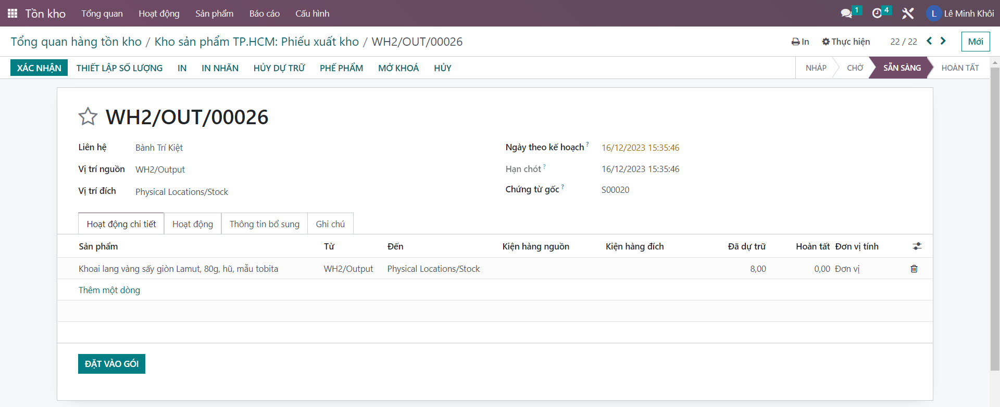 Tồn kho Tổng quan Hoạt động Sản phẩm Báo cáo Cấu hình 1 4 L Lê Minh Khôi
Tổng quan hàng tồn kho / Kho sản phẩm TP.HCM: Phiếu xuất kho / WH2/OUT/00026 In Thực hiện 22 / 22 Mới
XÁC NHẬN THIẾT LẬP SỐ LƯỢNG IN IN NHÃN HỦY DỰ TRỮ PHẾ PHẨM MỞ KHOÁ HỦY NHÁP CHỜ SẴN SÀNG HOÀN TẤT
WH2/OUT/00026
Liên hệ Bành Trí Kiệt Ngày theo kế hoạch ? 16/12/2023 15:35:46
Vị trí nguồn WH2/Output Hạn chót ? 16/12/2023 15:35:46
Vị trí đích Physical Locations/Stock Chứng từ gốc ? S00020
Hoạt động chi tiết Hoạt động Thông tin bổ sung Ghi chú
Sản phẩm Từ Đến Kiện hàng nguồn Kiện hàng đích Đã dự trữ Hoàn tất Đơn vị tính
Khoai lang vàng sấy giòn Lamut, 80g, hũ, mẫu tobita WH2/Output Physical Locations/Stock 8,00 0,00 Đơn vị
Thêm một dòng
ĐẶT VÀO GÓI